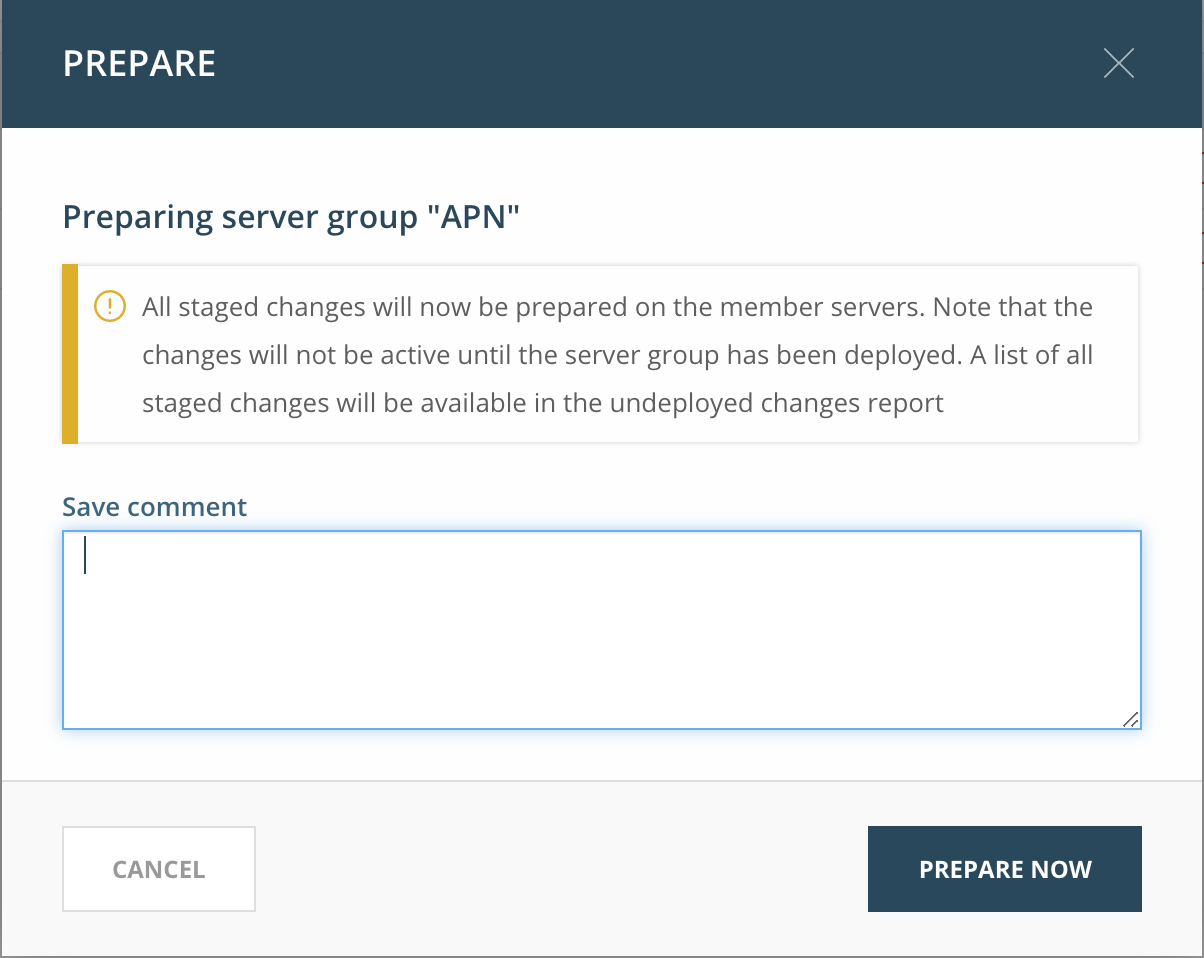 PREPARE
Preparing server group "APN"
All staged changes will now be prepared on the member servers. Note that the
changes will not be active until the server group has been deployed. A list of all
staged changes will be available in the undeployed changes report
Save comment
CANCEL
PREPARE NOW